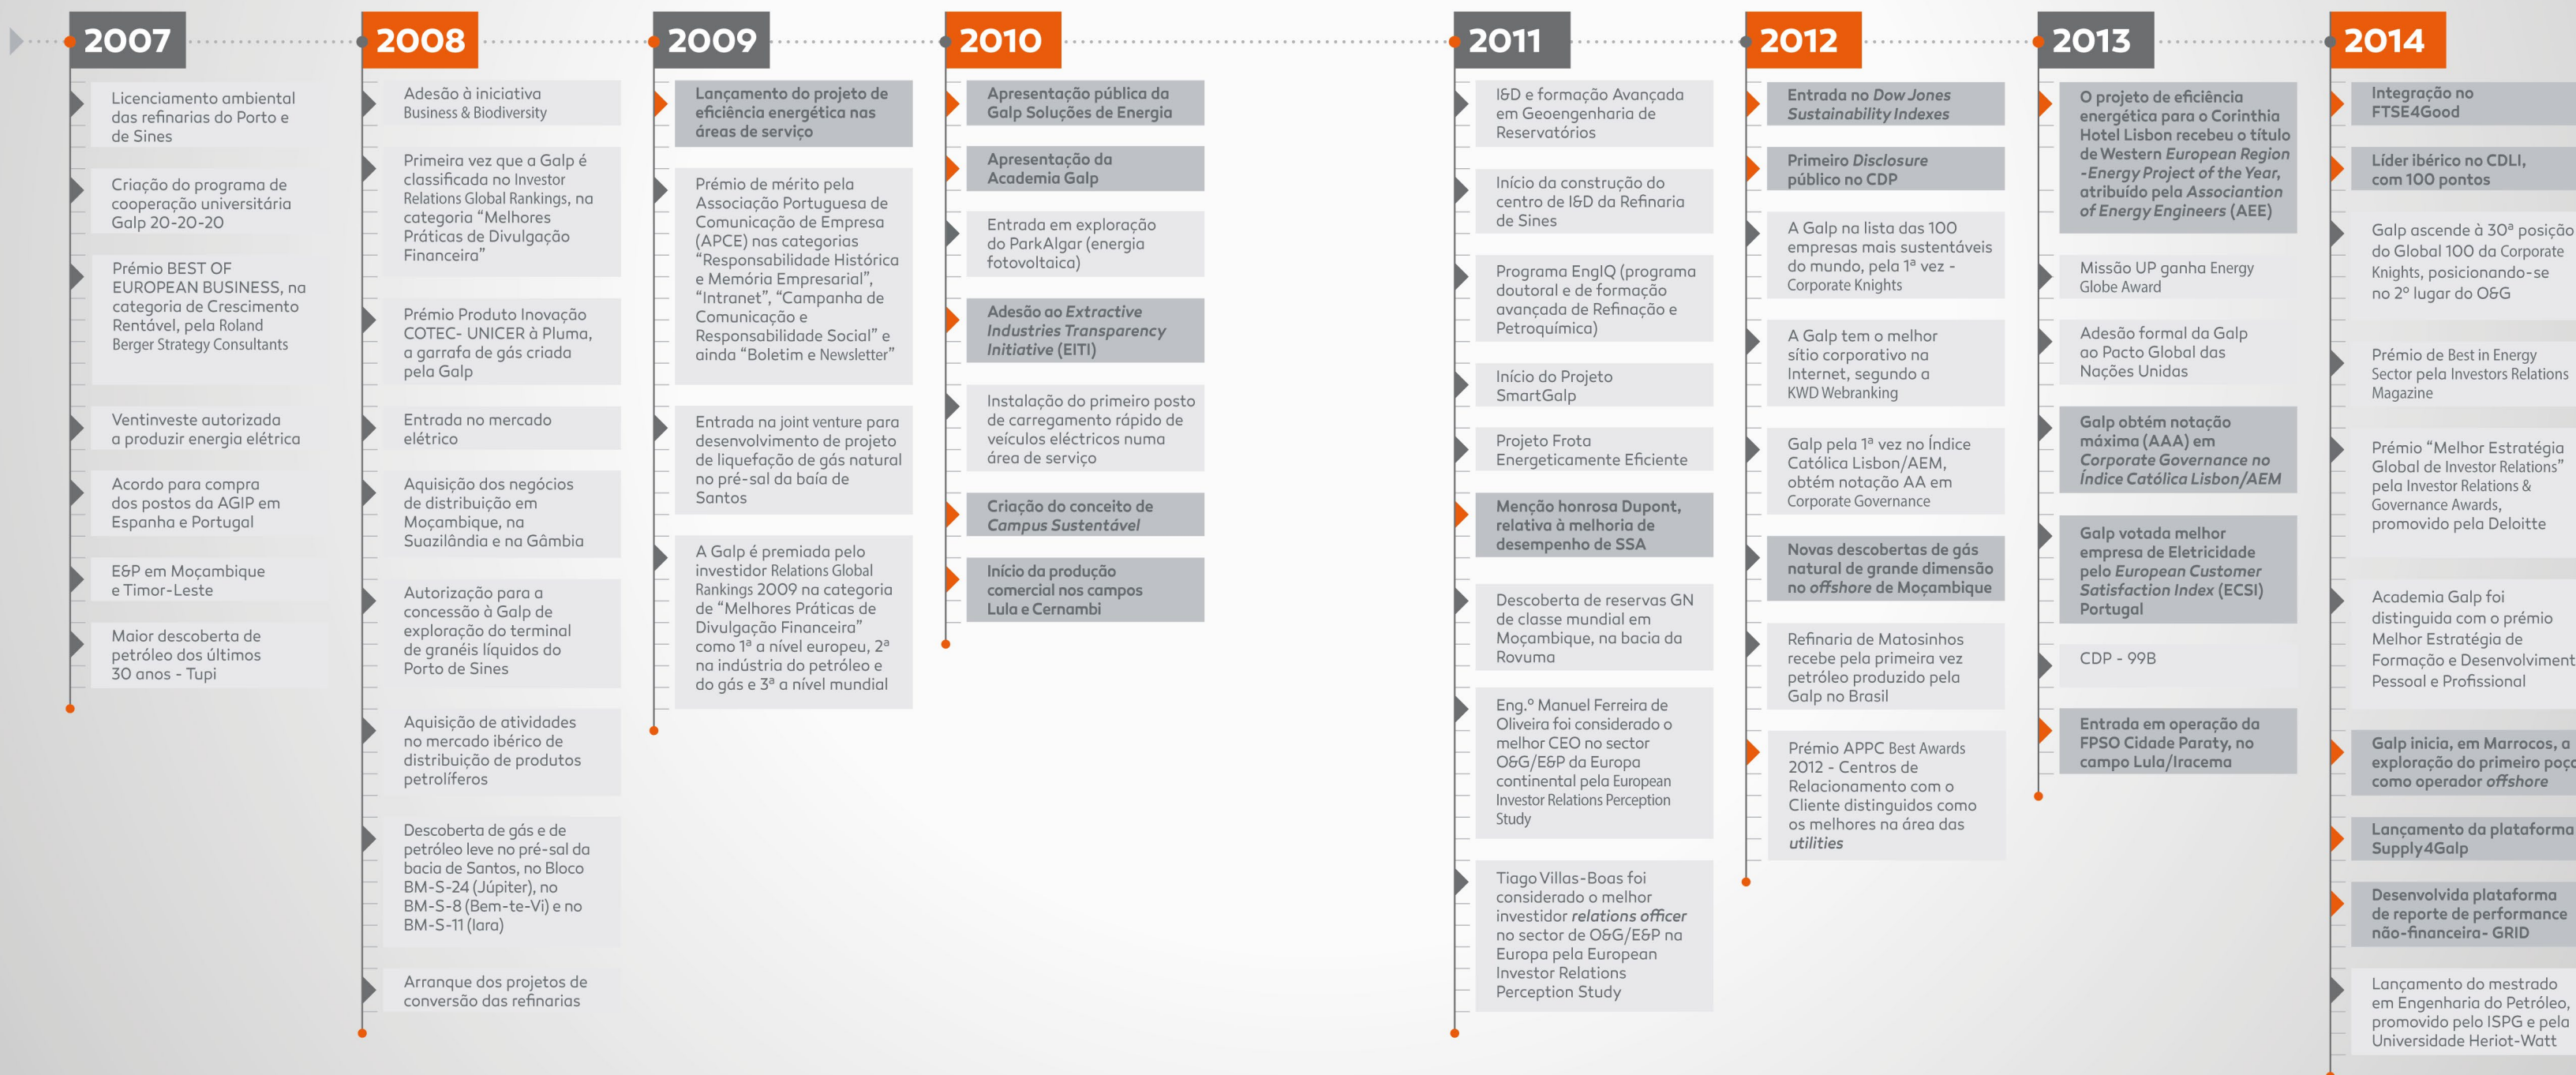 2007
Licenciamento ambiental
das refinarias do Porto e
de Sines
Criação do programa de
cooperação universitária
Galp 20-20-20
Prémio BEST OF
EUROPEAN BUSINESS, na
categoria de Crescimento
Rentável, pela Roland
Berger Strategy Consultants
Ventinveste autorizada
a produzir energia elétrica
Acordo para compra
dos postos da AGIP em
Espanha e Portugal
E&P em Moçambique
e Timor-Leste
Maior descoberta de
petróleo dos últimos
30 anos - Tupi
2008
Adesão à iniciativa
Business & Biodiversity
Primeira vez que a Galp é
classificada no Investor
Relations Global Rankings, na
categoria “Melhores
Práticas de Divulgação
Financeira”
Prémio Produto Inovação
COTEC- UNICER à Pluma,
a garrafa de gás criada
pela Galp
Entrada no mercado
elétrico
Aquisição dos negócios
de distribuição em
Moçambique, na
Suazilândia e na Gâmbia
Autorização para a
concessão à Galp de
exploração do terminal
de granéis líquidos do
Porto de Sines
Aquisição de atividades
no mercado ibérico de
distribuição de produtos
petrolíferos
Descoberta de gás e de
petróleo leve no pré-sal da
bacia de Santos, no Bloco
BM-S-24 (Júpiter), no
BM-S-8 (Bem-te-Vi) e no
BM-S-11 (Iara)
Arranque dos projetos de
conversão das refinarias
2009
Lançamento do projeto de
eficiência energética nas
áreas de serviço
Prémio de mérito pela
Associação Portuguesa de
Comunicação de Empresa
(APCE) nas categorias
“Responsabilidade Histórica
e Memória Empresarial”,
“Intranet”, “Campanha de
Comunicação e
Responsabilidade Social” e
ainda “Boletim e Newsletter”
Entrada na joint venture para
desenvolvimento de projeto
de liquefação de gás natural
no pré-sal da baía de
Santos
A Galp é premiada pelo
investidor Relations Global
Rankings 2009 na categoria
de “Melhores Práticas de
Divulgação Financeira”
como 1ª a nível europeu, 2ª
na indústria do petróleo e
do gás e 3ª a nível mundial
2010
Apresentação pública da
Galp Soluções de Energia
Apresentação da
Academia Galp
Entrada em exploração
do ParkAlgar (energia
fotovoltaica)
Adesão ao Extractive
Industries Transparency
Initiative (EITI)
Instalação do primeiro posto
de carregamento rápido de
veículos eléctricos numa
área de serviço
Criação do conceito de
Campus Sustentável
Início da produção
comercial nos campos
Lula e Cernambi
2011
I&D e formação Avançada
em Geoengenharia de
Reservatórios
Início da construção do
centro de I&D da Refinaria
de Sines
Programa EngIQ (programa
doutoral e de formação
avançada de Refinação e
Petroquímica)
Início do Projeto
SmartGalp
Projeto Frota
Energeticamente Eficiente
Menção honrosa Dupont,
relativa à melhoria de
desempenho de SSA
Descoberta de reservas GN
de classe mundial em
Moçambique, na bacia da
Rovuma
Eng.º Manuel Ferreira de
Oliveira foi considerado o
melhor CEO no sector
O&G/E&P da Europa
continental pela European
Investor Relations Perception
Study
Tiago Villas-Boas foi
considerado o melhor
investidor relations officer
no sector de O&G/E&P na
Europa pela European
Investor Relations
Perception Study
2012
Entrada no Dow Jones
Sustainability Indexes
Primeiro Disclosure
público no CDP
A Galp na lista das 100
empresas mais sustentáveis
do mundo, pela 1ª vez -
Corporate Knights
A Galp tem o melhor
sítio corporativo na
Internet, segundo a
KWD Webranking
Galp pela 1ª vez no Índice
Católica Lisbon/AEM,
obtém notação AA em
Corporate Governance
Novas descobertas de gás
natural de grande dimensão
no offshore de Moçambique
Refinaria de Matosinhos
recebe pela primeira vez
petróleo produzido pela
Galp no Brasil
Prémio APPC Best Awards
2012 - Centros de
Relacionamento com o
Cliente distinguidos como
os melhores na área das
utilities
2013
O projeto de eficiência
energética para o Corinthia
Hotel Lisbon recebeu o título
de Western European Region
-Energy Project of the Year,
atribuído pela Associantion
of Energy Engineers (AEE)
Missão UP ganha Energy
Globe Award
Adesão formal da Galp
ao Pacto Global das
Nações Unidas
Galp obtém notação
máxima (AAA) em
Corporate Governance no
Índice Católica Lisbon/AEM
Galp votada melhor
empresa de Eletricidade
pelo European Customer
Satisfaction Index (ECSI)
Portugal
CDP - 99B
Entrada em operação da
FPSO Cidade Paraty, no
campo Lula/Iracema
2014
Integração no
FTSE4Good
Líder ibérico no CDLI,
com 100 pontos
Galp ascende à 30ª posição
do Global 100 da Corporate
Knights, posicionando-se
no 2º lugar do O&G
Prémio de Best in Energy
Sector pela Investors Relations
Magazine
Prémio “Melhor Estratégia
Global de Investor Relations”
pela Investor Relations &
Governance Awards,
promovido pela Deloitte
Academia Galp foi
distinguida com o prémio
Melhor Estratégia de
Formação e Desenvolviment
Pessoal e Profissional
Galp inicia, em Marrocos, a
exploração do primeiro poço
como operador offshore
Lançamento da plataforma
Supply4Galp
Desenvolvida plataforma
de reporte de performance
não-financeira- GRID
Lançamento do mestrado
em Engenharia do Petróleo,
promovido pelo ISPG e pela
Universidade Heriot-Watt